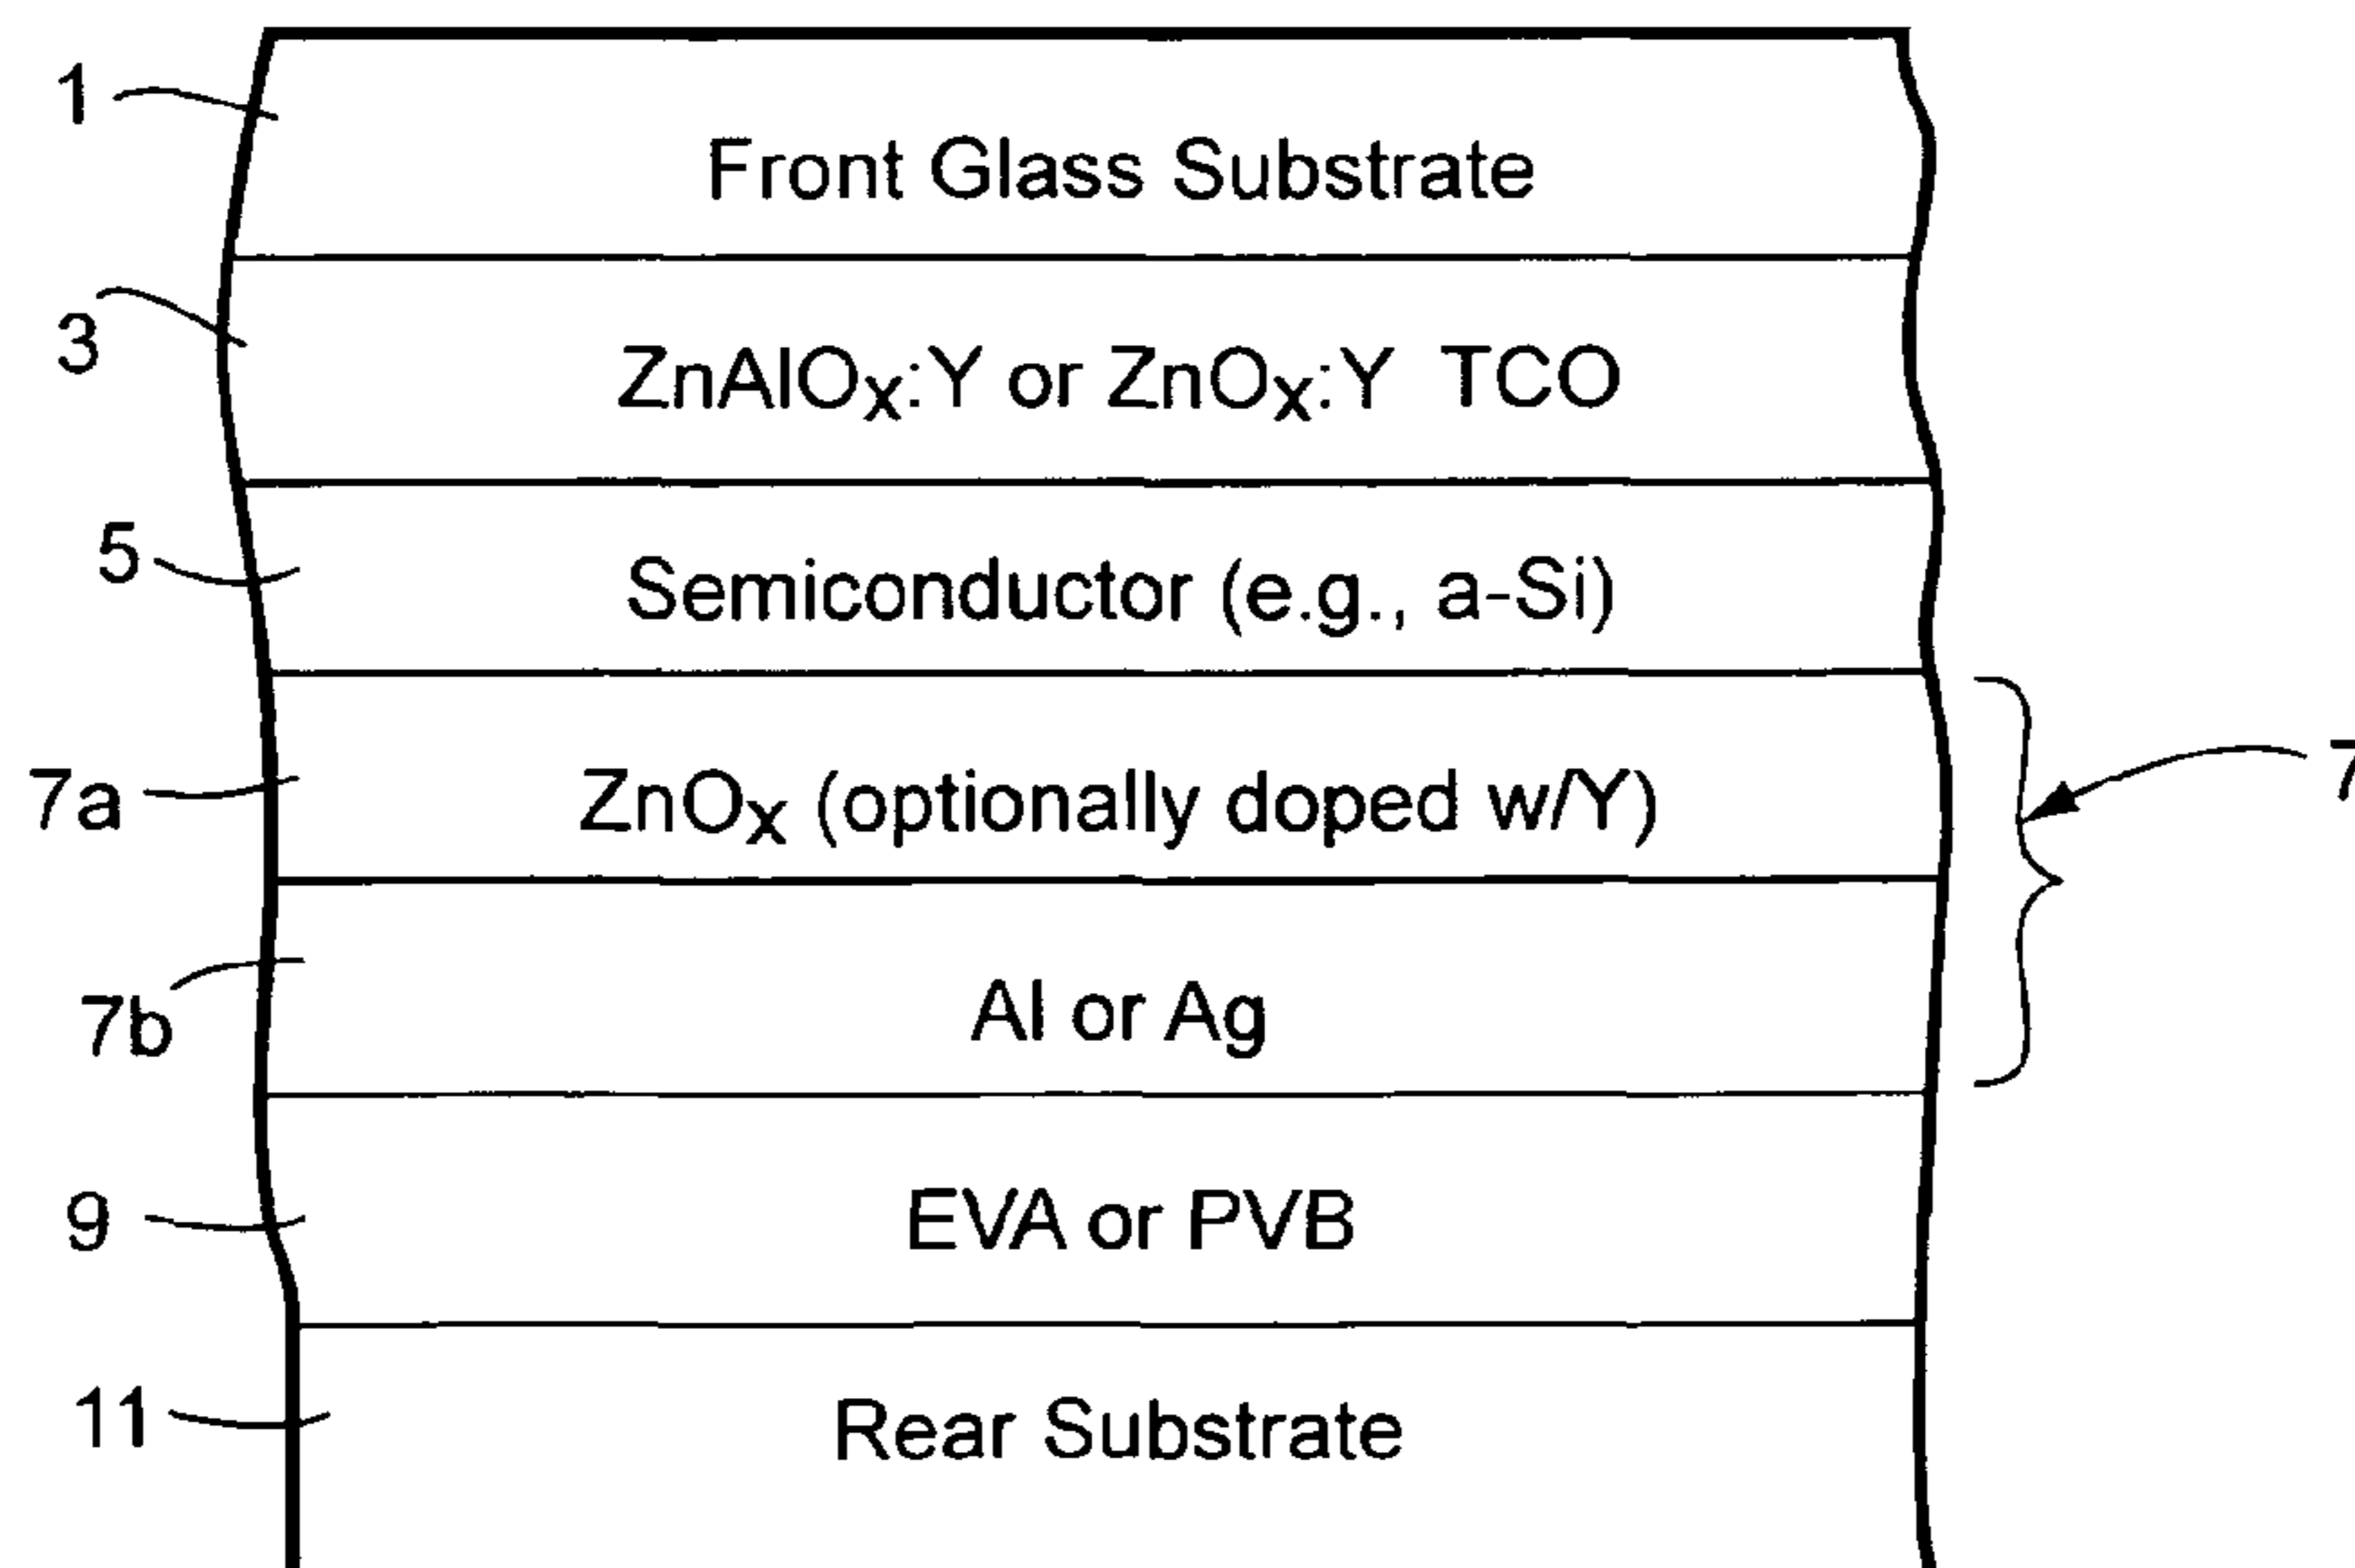 1
Front Glass Substrate
3
ZnAlOx:Y or ZnOx:Y TCO
5
Semiconductor (e.g., a-Si)
7a
ZnOx (optionally doped w/Y)
7
7b
Al or Ag
9
EVA or PVB
11
Rear Substrate